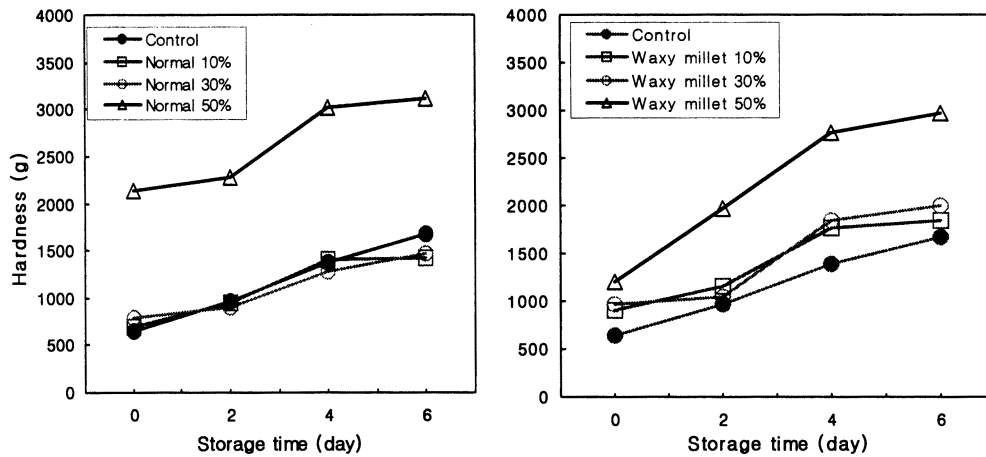 4000
3500
3000
2500
2000
1500
1000
500
0
Hardness (g)
Control
Normal 10%
Normal 30%
Normal 50%
0 2 4 6
Storage time (day)
4000
3500
3000
2500
2000
1500
1000
500
0
Control
Waxy millet 10%
Waxy millet 30%
Waxy millet 50%
0 2 4 6
Storage time (day)